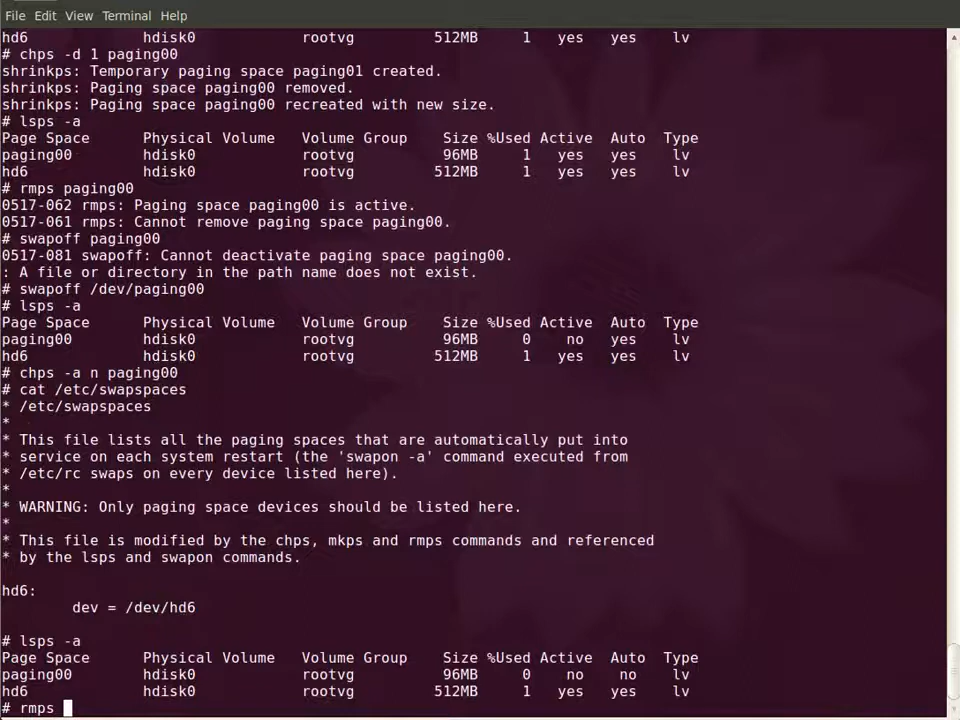 File Edit View Terminal Help
hd6 hdisk0 rootvg 512MB 1 yes yes lv
# chps -d 1 paging00
shrinkps: Temporary paging space paging01 created.
shrinkps: Paging space paging00 removed.
shrinkps: Paging space paging00 recreated with new size.
# lsps -a
Page Space Physical Volume Volume Group Size %Used Active Auto Type
paging00 hdisk0 rootvg 96MB 1 yes yes lv
hd6 hdisk0 rootvg 512MB 1 yes yes lv
# rmps paging00
0517-062 rmps: Paging space paging00 is active.
0517-061 rmps: Cannot remove paging space paging00.
# swapoff paging00
0517-081 swapoff: Cannot deactivate paging space paging00.
: A file or directory in the path name does not exist.
# swapoff /dev/paging00
# lsps -a
Page Space Physical Volume Volume Group Size %Used Active Auto Type
paging00 hdisk0 rootvg 96MB 0 no yes lv
hd6 hdisk0 rootvg 512MB 1 yes yes lv
# chps -a n paging00
# cat /etc/swapspaces
* /etc/swapspaces
*
* This file lists all the paging spaces that are automatically put into
* service on each system restart (the 'swapon -a' command executed from
* /etc/rc swaps on every device listed here).
*
* WARNING: Only paging space devices should be listed here.
*
* This file is modified by the chps, mkps and rmps commands and referenced
* by the lsps and swapon commands.
hd6:
dev = /dev/hd6
# lsps -a
Page Space Physical Volume Volume Group Size %Used Active Auto Type
paging00 hdisk0 rootvg 96MB 0 no no lv
hd6 hdisk0 rootvg 512MB 1 yes yes lv
# rmps